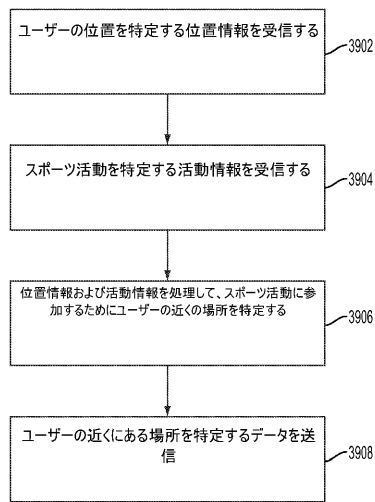 ユーザーの位置を特定する位置情報を受信する
3902
スポーツ活動を特定する活動情報を受信する
3904
位置情報および活動情報を処理して、スポーツ活動に参
加するためにユーザーの近くの場所を特定する
3906
ユーザーの近くにある場所を特定するデータを送
信
3908